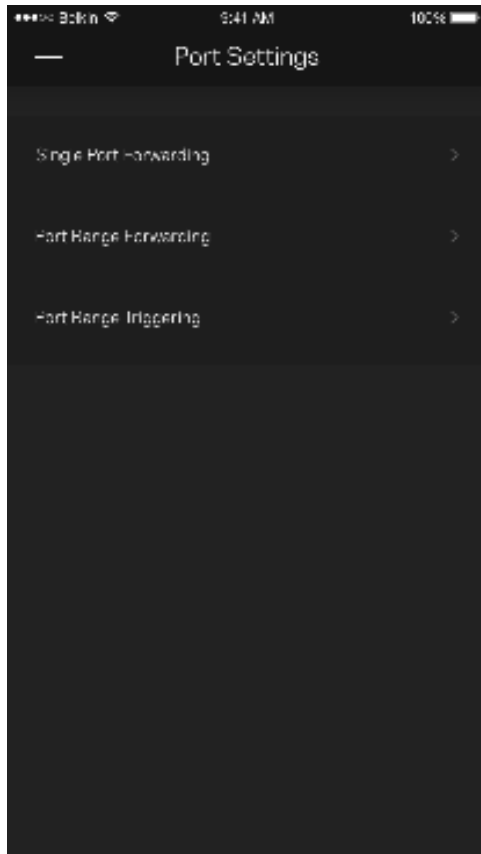 Belkin 9:41 AM 100%
Port Settings
Single Port Forwarding
Port Range Forwarding
Port Range Triggering